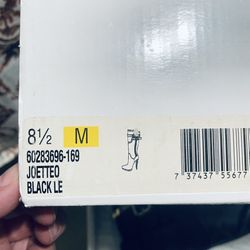 8½ M
60283696-169
JOETTEO
BLACK LE
7 37437 55677